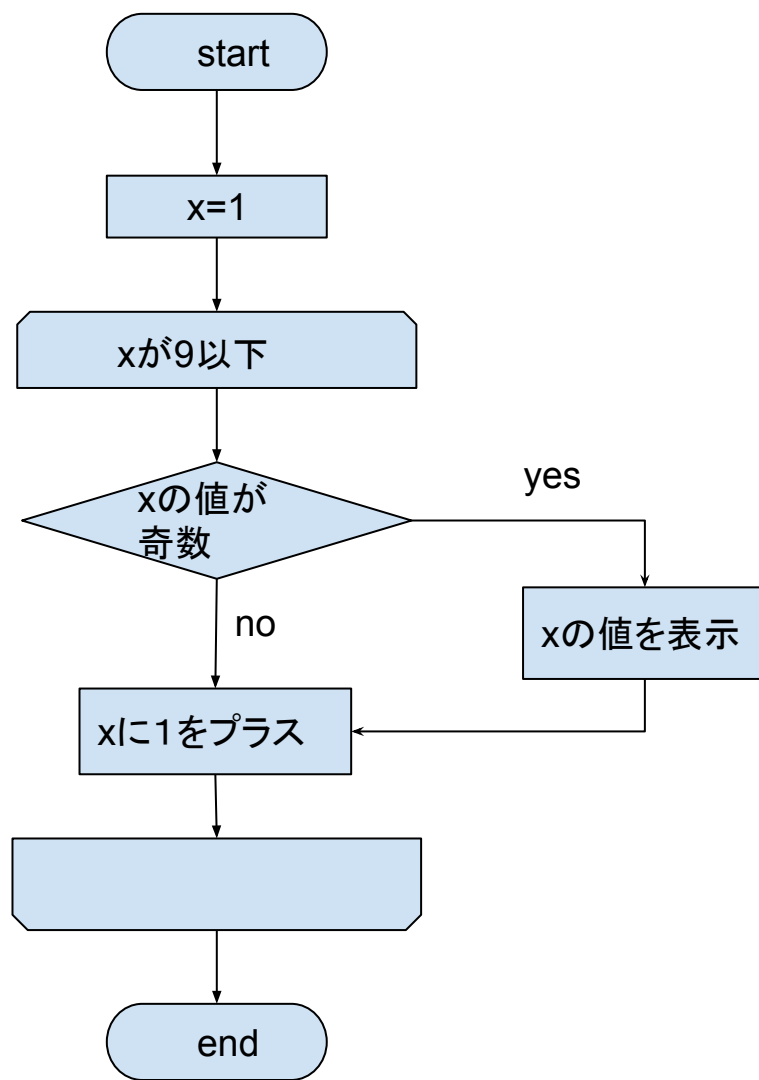 start
x=1
xが9以下
xの値が
奇数
yes
no
xの値を表示
xに１をプラス
end